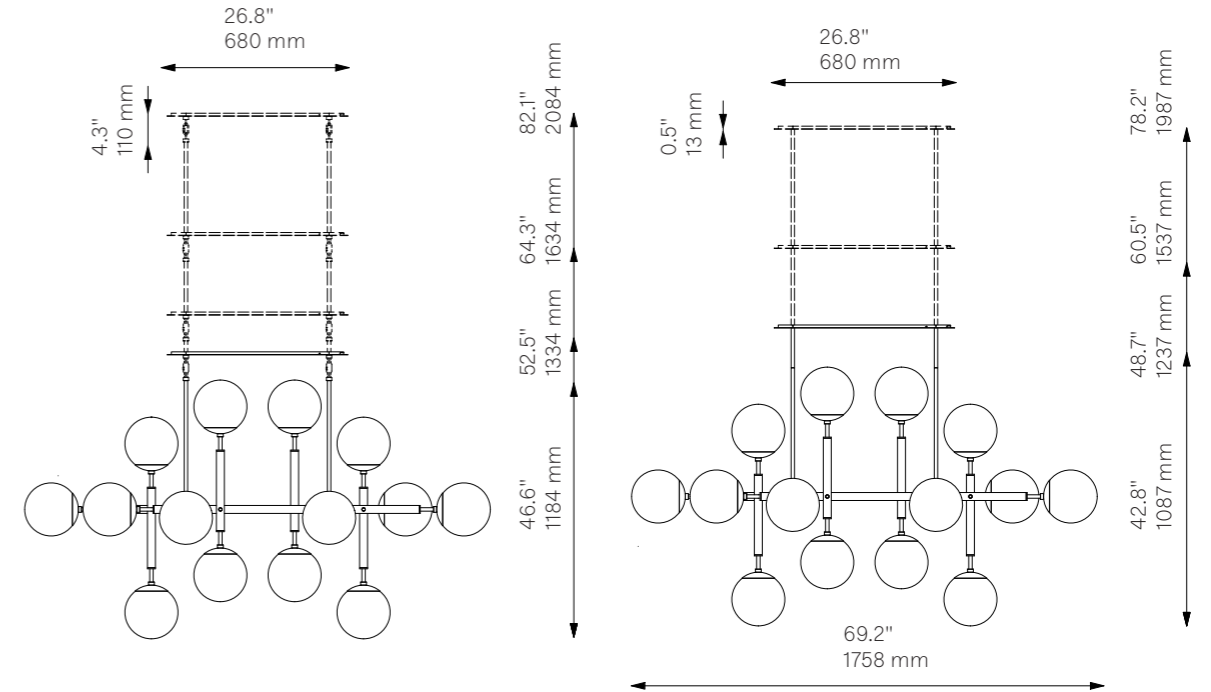 26.8"
680 mm
4.3"
110 mm
82.1"
2084 mm
64.3"
1634 mm
52.5"
1334 mm
46.6"
1184 mm
26.8"
680 mm
0.5"
13 mm
78.2"
1987 mm
60.5"
1537 mm
48.7"
1237 mm
42.8"
1087 mm
69.2"
1758 mm